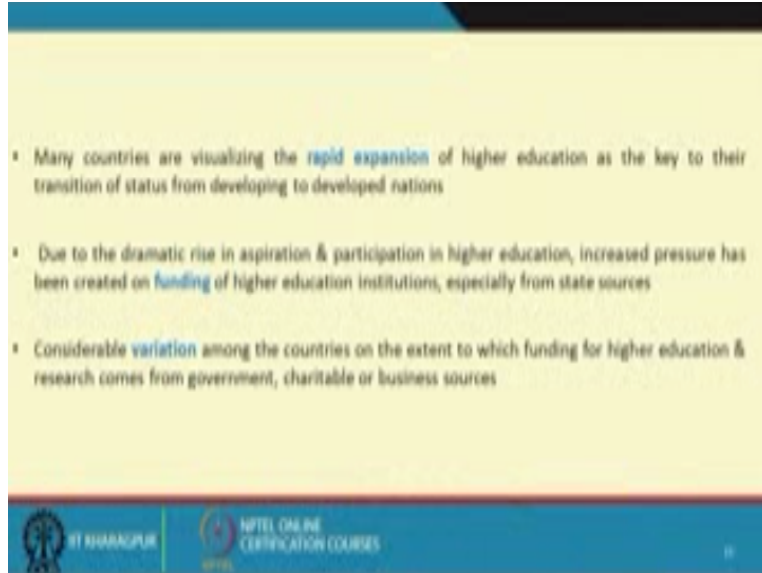 • Many countries are visualizing the rapid expansion of higher education as the key to their
transition of status from developing to developed nations
• Due to the dramatic rise in aspiration & participation in higher education, increased pressure has
been created on funding of higher education institutions, especially from state sources
• Considerable variation among the countries on the extent to which funding for higher education &
research comes from government, charitable or business sources
IIT KHARAGPUR
NPTEL ONLINE
CERTIFICATION COURSES
NPTEL